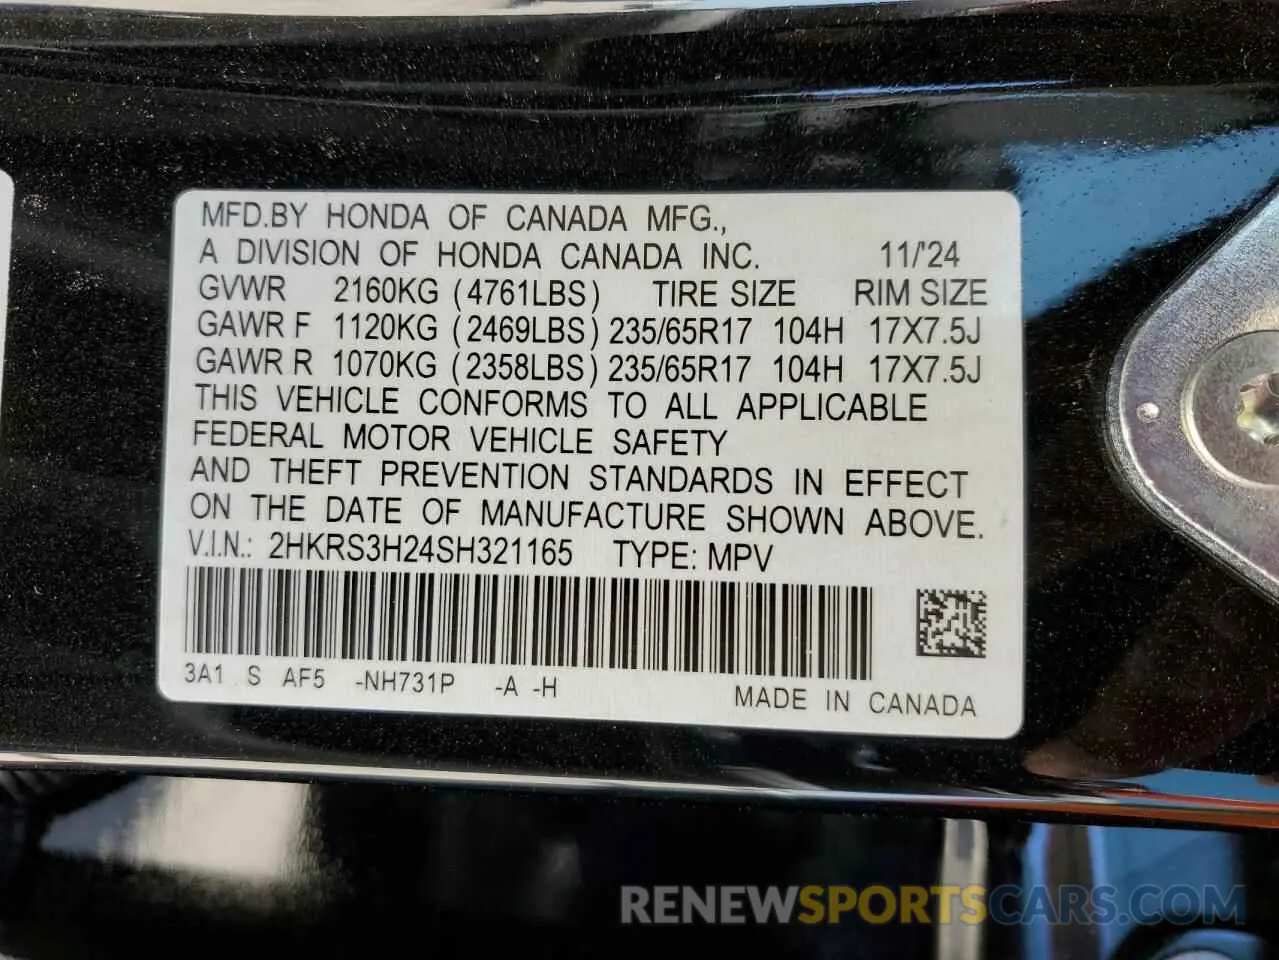 MFD.BY HONDA OF CANADA MFG.,
A DIVISION OF HONDA CANADA INC. 11/'24
GVWR 2160KG (4761LBS) TIRE SIZE RIM SIZE
GAWR F 1120KG (2469LBS) 235/65R17 104H 17X7.5J
GAWR R 1070KG (2358LBS) 235/65R17 104H 17X7.5J
THIS VEHICLE CONFORMS TO ALL APPLICABLE
FEDERAL MOTOR VEHICLE SAFETY
AND THEFT PREVENTION STANDARDS IN EFFECT
ON THE DATE OF MANUFACTURE SHOWN ABOVE.
V.I.N.: 2HKRS3H24SH321165 TYPE: MPV
3A1 S AF5 -NH731P -A -H
MADE IN CANADA
RENEWSPORTSCARS.COM